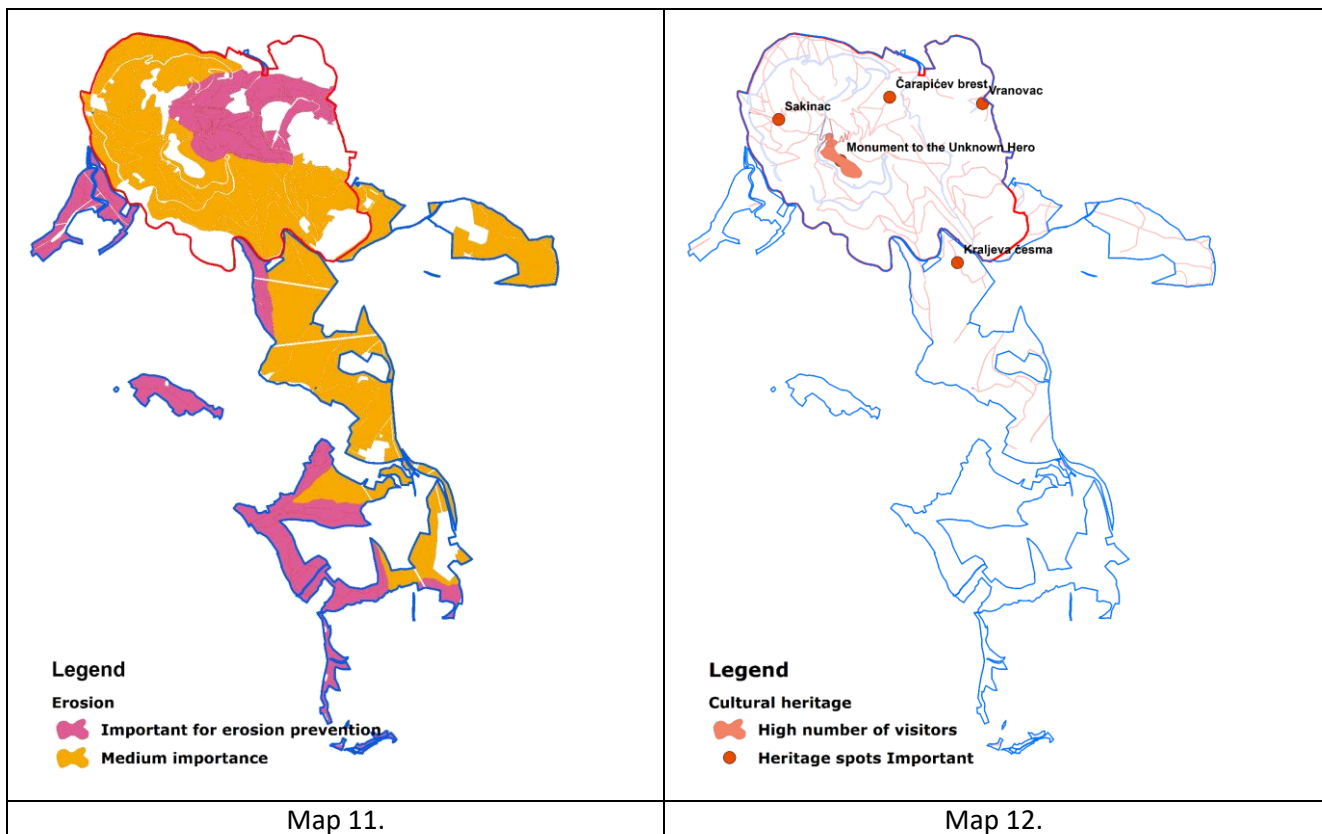 Legend
Erosion
Important for erosion prevention
Medium importance
Map 11.
Čarapićev brest
Vranovac
Sakinac
Monument to the Unknown Hero
Kraljeva česma
Legend
Cultural heritage
High number of visitors
Heritage spots Important
Map 12.